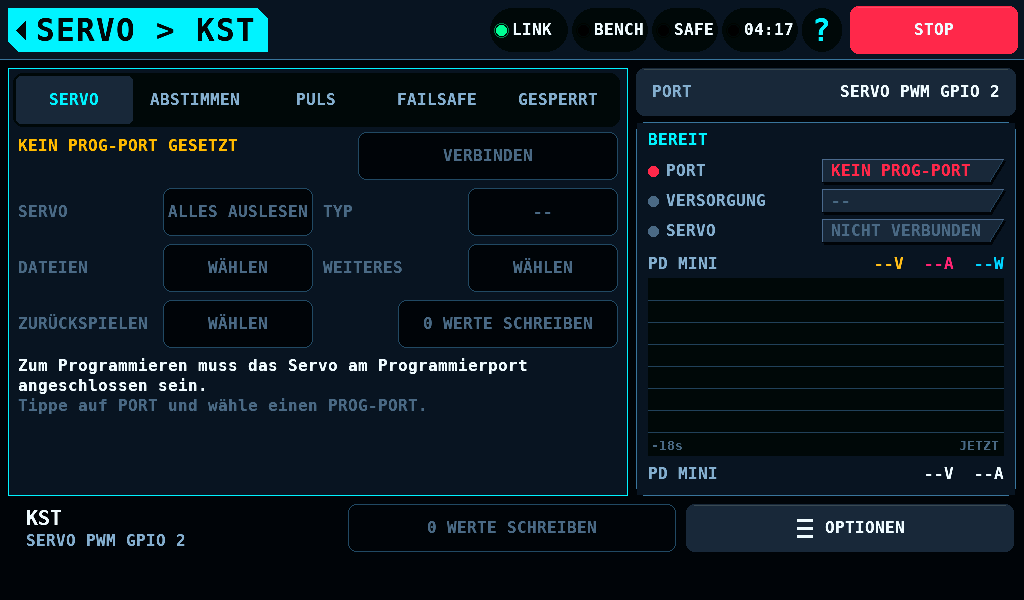 SERVO > KST
LINK
BENCH
SAFE
04:17
?
STOP
SERVO
ABSTIMMEN
PULS
FAILSAFE
GESPERRT
KEIN PROG-PORT GESETZT
VERBINDEN
SERVO
ALLES AUSLESEN
TYP
--
DATEIEN
WÄHLEN
WEITERES
WÄHLEN
ZURÜCKSPIELEN
WÄHLEN
0 WERTE SCHREIBEN
Zum Programmieren muss das Servo am Programmierport
angeschlossen sein.
Tippe auf PORT und wähle einen PROG-PORT.
PORT
SERVO PWM GPIO 2
BEREIT
PORT
KEIN PROG-PORT
VERSORGUNG
--
SERVO
NICHT VERBUNDEN
PD MINI
--V --A --W
-18s
JETZT
PD MINI
--V --A
KST
SERVO PWM GPIO 2
0 WERTE SCHREIBEN
OPTIONEN